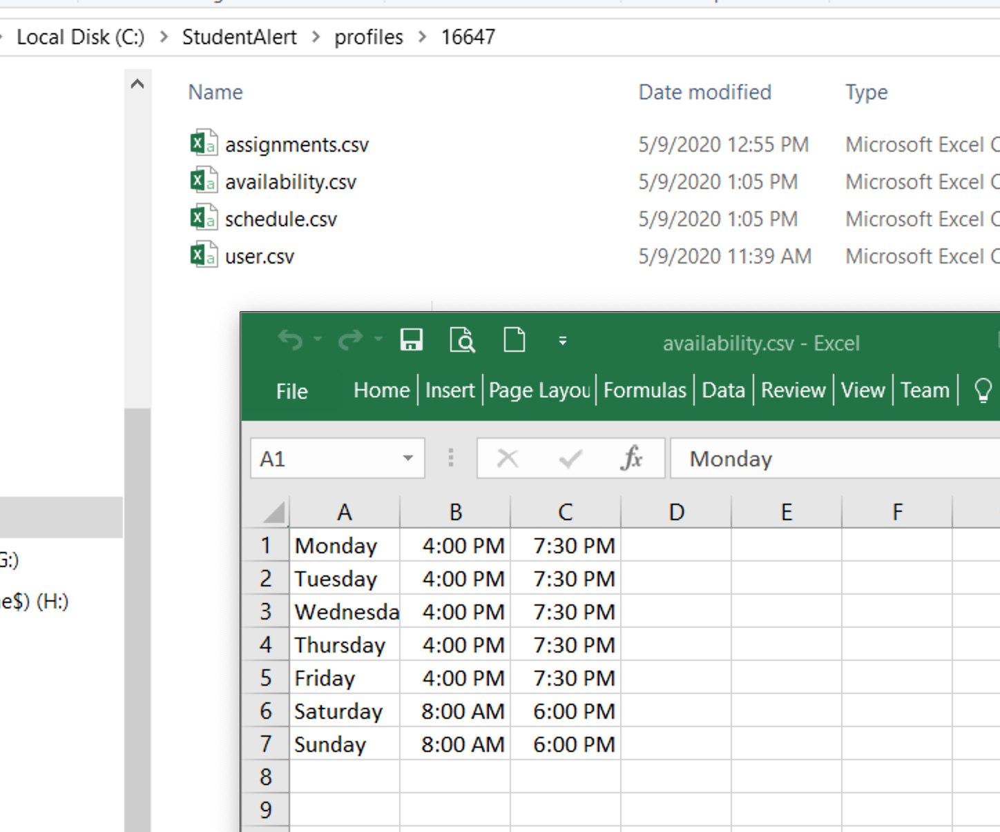 Local Disk (C:) > StudentAlert > profiles > 16647
Name Date modified Type
assignments.csv 5/9/2020 12:55 PM Microsoft Excel C
availability.csv 5/9/2020 1:05 PM Microsoft Excel C
schedule.csv 5/9/2020 1:05 PM Microsoft Excel C
user.csv 5/9/2020 11:39 AM Microsoft Excel C
availability.csv - Excel
File Home Insert Page Layou Formulas Data Review View Team
A1 fx Monday
A B C D E F
1 Monday 4:00 PM 7:30 PM
G:)
2 Tuesday 4:00 PM 7:30 PM
e$) (H:)
3 Wednesda 4:00 PM 7:30 PM
4 Thursday 4:00 PM 7:30 PM
5 Friday 4:00 PM 7:30 PM
6 Saturday 8:00 AM 6:00 PM
7 Sunday 8:00 AM 6:00 PM
8
9